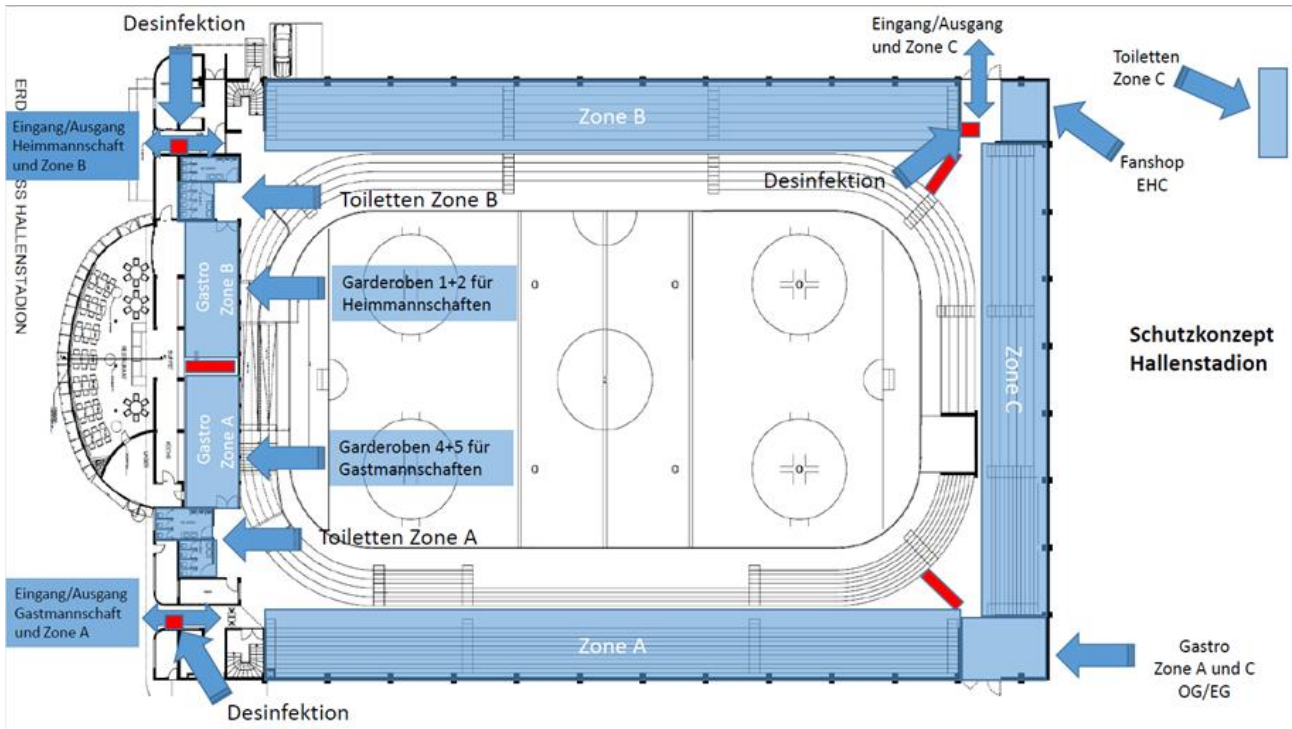 Desinfektion
Eingang/Ausgang
und Zone C
Toiletten
Zone C
Eingang/Ausgang
Heimmannschaft
und Zone B
Zone B
Desinfektion
Fanshop
EHC
Toiletten Zone B
Gastro
Zone B
Garderoben 1+2 für
Heimmannschaften
Schutzkonzept
Hallenstadion
Zone C
Gastro
Zone A
Garderoben 4+5 für
Gastmannschaften
Toiletten Zone A
Eingang/Ausgang
Gastmannschaft
und Zone A
Zone A
Gastro
Zone A und C
OG/EG
Desinfektion
HALLENSTADION